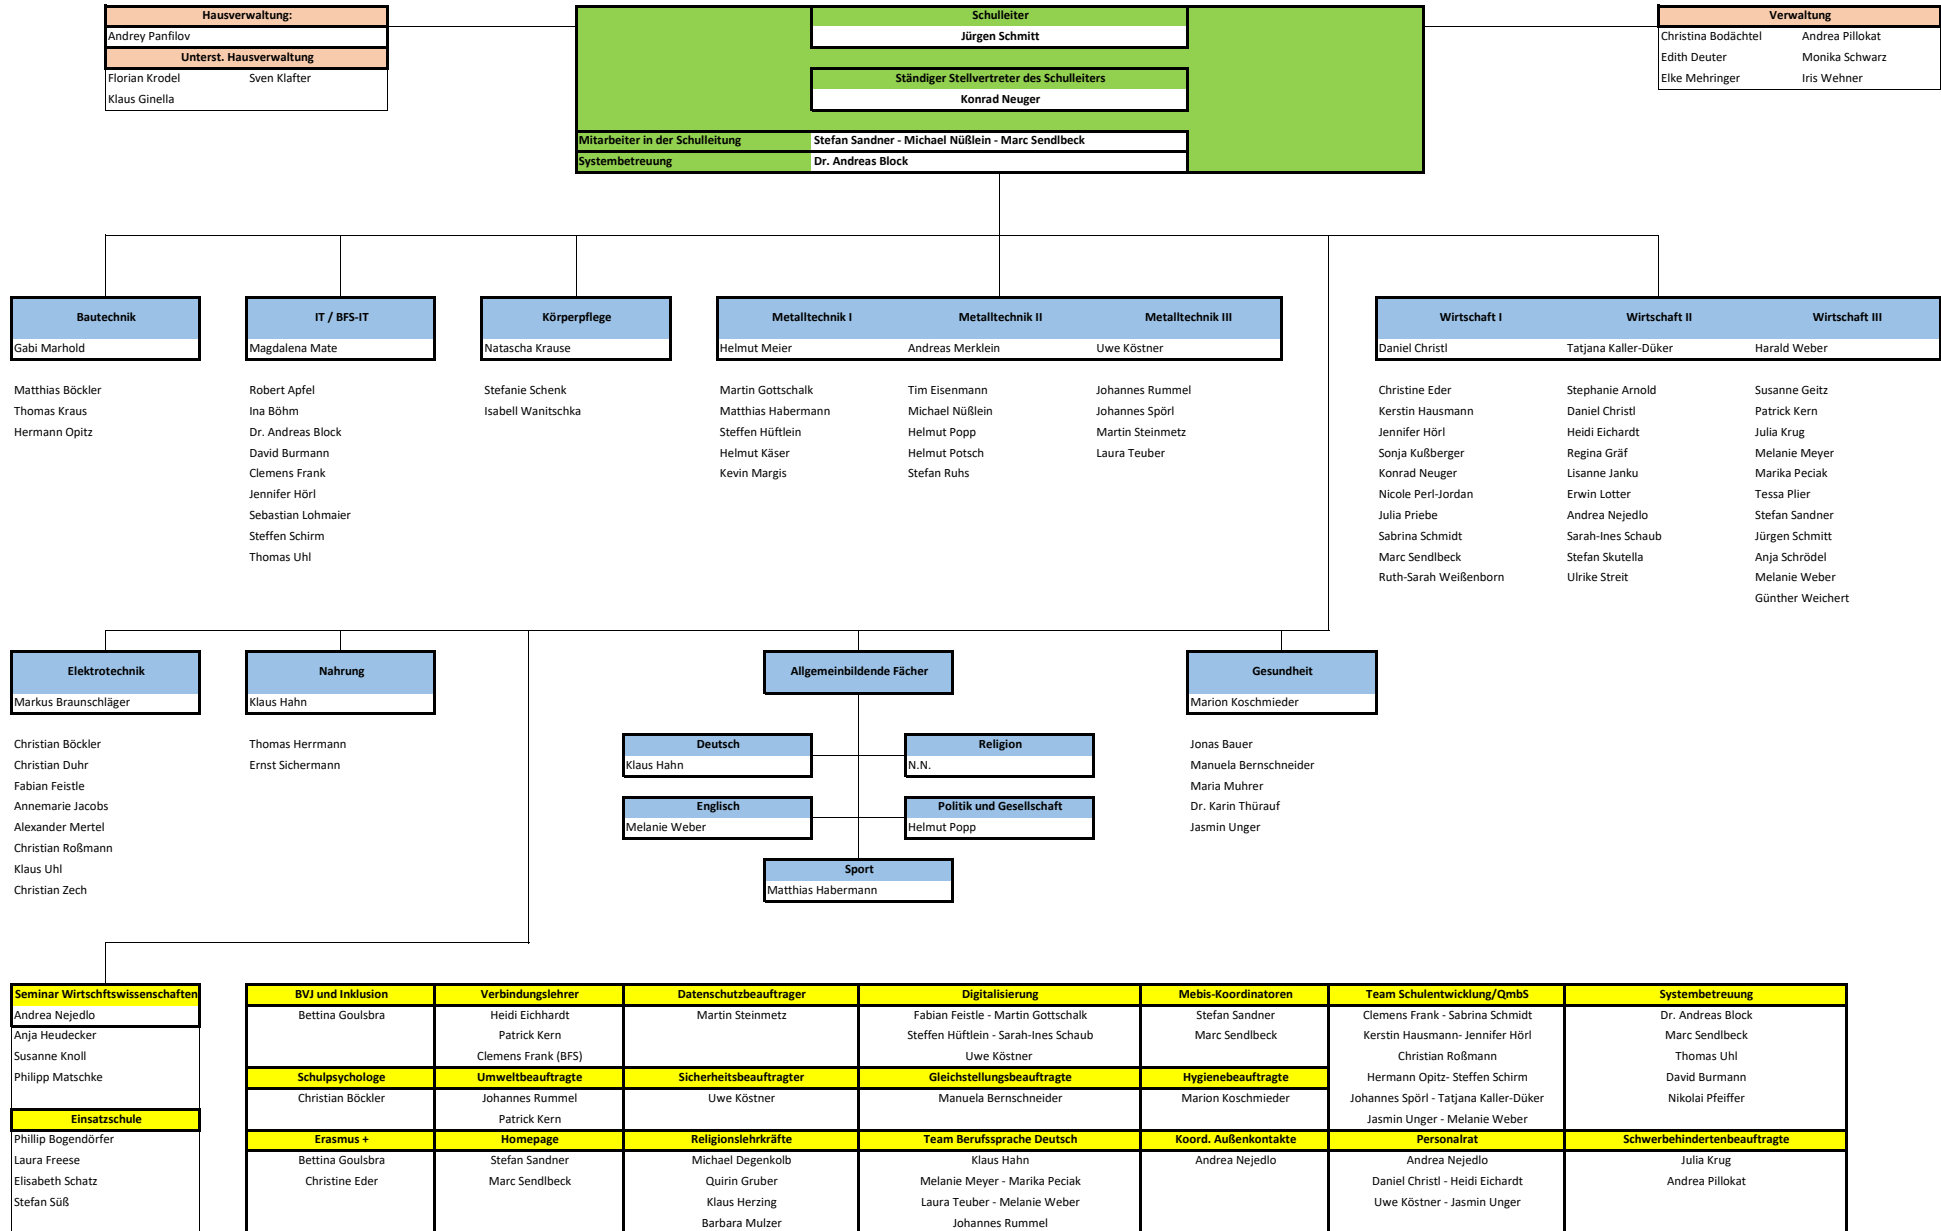 Hausverwaltung:
Andrey Panfilov
Unterst. Hausverwaltung
Florian Krodel Sven Klafter
Klaus Ginella
Schulleiter
Jürgen Schmitt
Ständiger Stellvertreter des Schulleiters
Konrad Neuger
Mitarbeiter in der Schulleitung Stefan Sandner - Michael Nüßlein - Marc Sendlbeck
Systembetreuung Dr. Andreas Block
Verwaltung
Christina Bodächtel Andrea Pillokat
Edith Deuter Monika Schwarz
Elke Mehringer Iris Wehner
Bautechnik
Gabi Marhold
Matthias Böckler
Thomas Kraus
Hermann Opitz
IT / BFS-IT
Magdalena Mate
Robert Apfel
Ina Böhm
Dr. Andreas Block
David Burmann
Clemens Frank
Jennifer Hörl
Sebastian Lohmaier
Steffen Schirm
Thomas Uhl
Körperpflege
Natascha Krause
Stefanie Schenk
Isabell Wanitschka
Metalltechnik I
Helmut Meier
Martin Gottschalk
Matthias Habermann
Steffen Hüftlein
Helmut Käser
Kevin Margis
Metalltechnik II
Andreas Merklein
Tim Eisenmann
Michael Nüßlein
Helmut Popp
Helmut Potsch
Stefan Ruhs
Metalltechnik III
Uwe Köstner
Johannes Rummel
Johannes Spörl
Martin Steinmetz
Laura Teuber
Wirtschaft I
Daniel Christl
Christine Eder
Kerstin Hausmann
Jennifer Hörl
Sonja Kußberger
Konrad Neuger
Nicole Perl-Jordan
Julia Priebe
Sabrina Schmidt
Marc Sendlbeck
Ruth-Sarah Weißenborn
Wirtschaft II
Tatjana Kaller-Düker
Stephanie Arnold
Daniel Christl
Heidi Eichardt
Regina Gräf
Lisanne Janku
Erwin Lotter
Andrea Nejedlo
Sarah-Ines Schaub
Stefan Skutella
Ulrike Streit
Wirtschaft III
Harald Weber
Susanne Geitz
Patrick Kern
Julia Krug
Melanie Meyer
Marika Peciak
Tessa Plier
Stefan Sandner
Jürgen Schmitt
Anja Schrödel
Melanie Weber
Günther Weichert
Elektrotechnik
Markus Braunschläger
Christian Böckler
Christian Duhr
Fabian Feistle
Annemarie Jacobs
Alexander Mertel
Christian Roßmann
Klaus Uhl
Christian Zech
Nahrung
Klaus Hahn
Thomas Herrmann
Ernst Sichermann
Allgemeinbildende Fächer
Deutsch
Klaus Hahn
Religion
N.N.
Englisch
Melanie Weber
Politik und Gesellschaft
Helmut Popp
Sport
Matthias Habermann
Gesundheit
Marion Koschmieder
Jonas Bauer
Manuela Bernschneider
Maria Muhrer
Dr. Karin Thürauf
Jasmin Unger
Seminar Wirtschftswissenschaften
Andrea Nejedlo
Anja Heudecker
Susanne Knoll
Philipp Matschke
Einsatzschule
Phillip Bogendörfer
Laura Freese
Elisabeth Schatz
Stefan Süß
BVJ und Inklusion
Bettina Goulsbra
Verbindungslehrer
Heidi Eichhardt
Patrick Kern
Clemens Frank (BFS)
Datenschutzbeauftrager
Martin Steinmetz
Digitalisierung
Fabian Feistle - Martin Gottschalk
Steffen Hüftlein - Sarah-Ines Schaub
Uwe Köstner
Mebis-Koordinatoren
Stefan Sandner
Marc Sendlbeck
Team Schulentwicklung/QmbS
Clemens Frank - Sabrina Schmidt
Kerstin Hausmann- Jennifer Hörl
Christian Roßmann
Hermann Opitz- Steffen Schirm
Johannes Spörl - Tatjana Kaller-Düker
Jasmin Unger - Melanie Weber
Systembetreuung
Dr. Andreas Block
Marc Sendlbeck
Thomas Uhl
David Burmann
Nikolai Pfeiffer
Schulpsychologe
Christian Böckler
Umweltbeauftragte
Johannes Rummel
Patrick Kern
Sicherheitsbeauftragter
Uwe Köstner
Gleichstellungsbeauftragte
Manuela Bernschneider
Hygienebeauftragte
Marion Koschmieder
Erasmus +
Bettina Goulsbra
Christine Eder
Homepage
Stefan Sandner
Marc Sendlbeck
Religionslehrkräfte
Michael Degenkolb
Quirin Gruber
Klaus Herzing
Barbara Mulzer
Team Berufssprache Deutsch
Klaus Hahn
Melanie Meyer - Marika Peciak
Laura Teuber - Melanie Weber
Johannes Rummel
Koord. Außenkontakte
Andrea Nejedlo
Personalrat
Andrea Nejedlo
Daniel Christl - Heidi Eichardt
Uwe Köstner - Jasmin Unger
Schwerbehindertenbeauftragte
Julia Krug
Andrea Pillokat